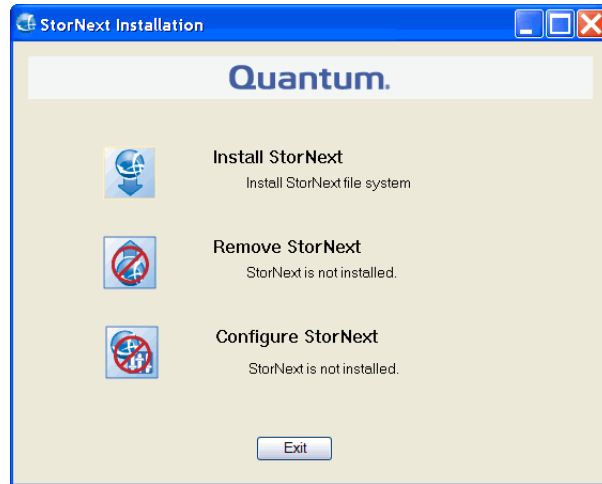 StorNext Installation
Quantum.
Install StorNext
Install StorNext file system
Remove StorNext
StorNext is not installed.
Configure StorNext
StorNext is not installed.
Exit